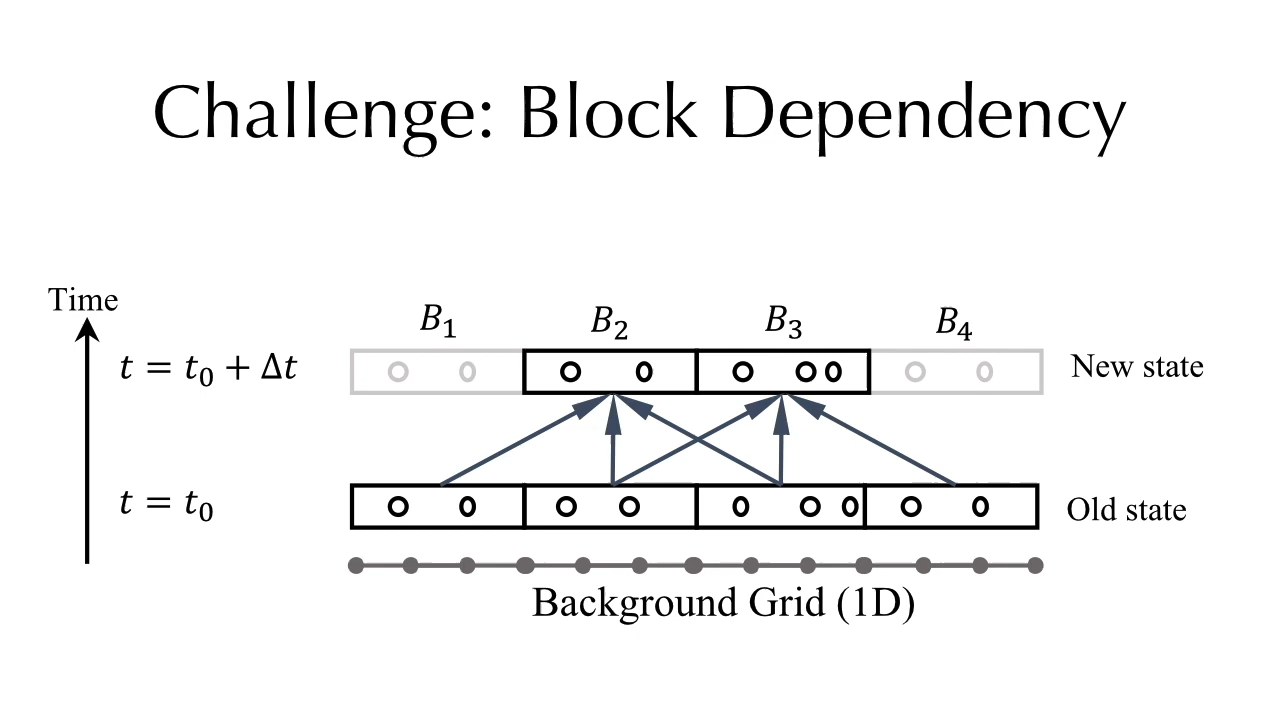 Challenge: Block Dependency
Time
B₁ B₂ B₃ B₄
t = t₀ + Δt
New state
t = t₀
Old state
Background Grid (1D)